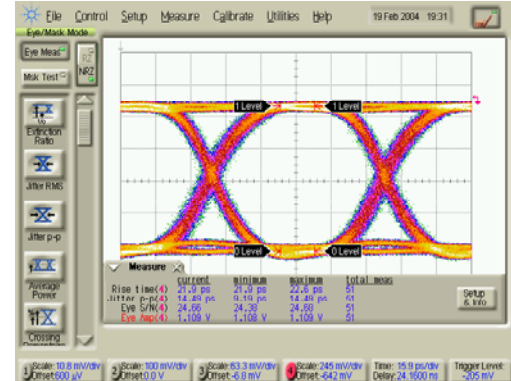 File Control Setup Measure Calibrate Utilities Help 19 Feb 2004 19:31
Eye/Mask Mode
Eye Meas
RZ
NRZ
Msk Test
Extinction Ratio
Jitter RMS
Jitter p-p
Average Power
Crossing
1 Level 1 Level
0 Level 0 Level
Measure
current minimum maximum total meas
Rise time(4) 21.9 ps 21.9 ps 22.6 ps 51
Jitter p-p(4) 14.49 ps 9.19 ps 14.49 ps 51
Eye S/N(4) 24.66 24.38 24.68 51
Eye Amp(4) 1.109 V 1.108 V 1.109 V 51
Setup & Info
1) Scale:10.8 mV/div Offset:600 µV
2) Scale:100 mV/div Offset:0.0 V
3) Scale:63.3 mV/div Offset:-6.8 mV
4) Scale:245 mV/div Offset:-642 mV
Time: 15.9 ps/div Delay:24.1600 ns
Trigger Level: -205 mV